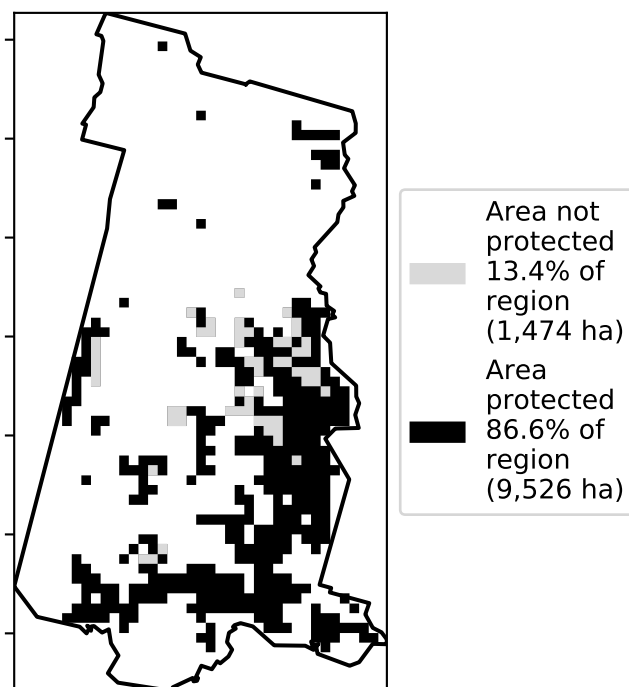 Area not
protected
13.4% of
region
(1,474 ha)
Area
protected
86.6% of
region
(9,526 ha)